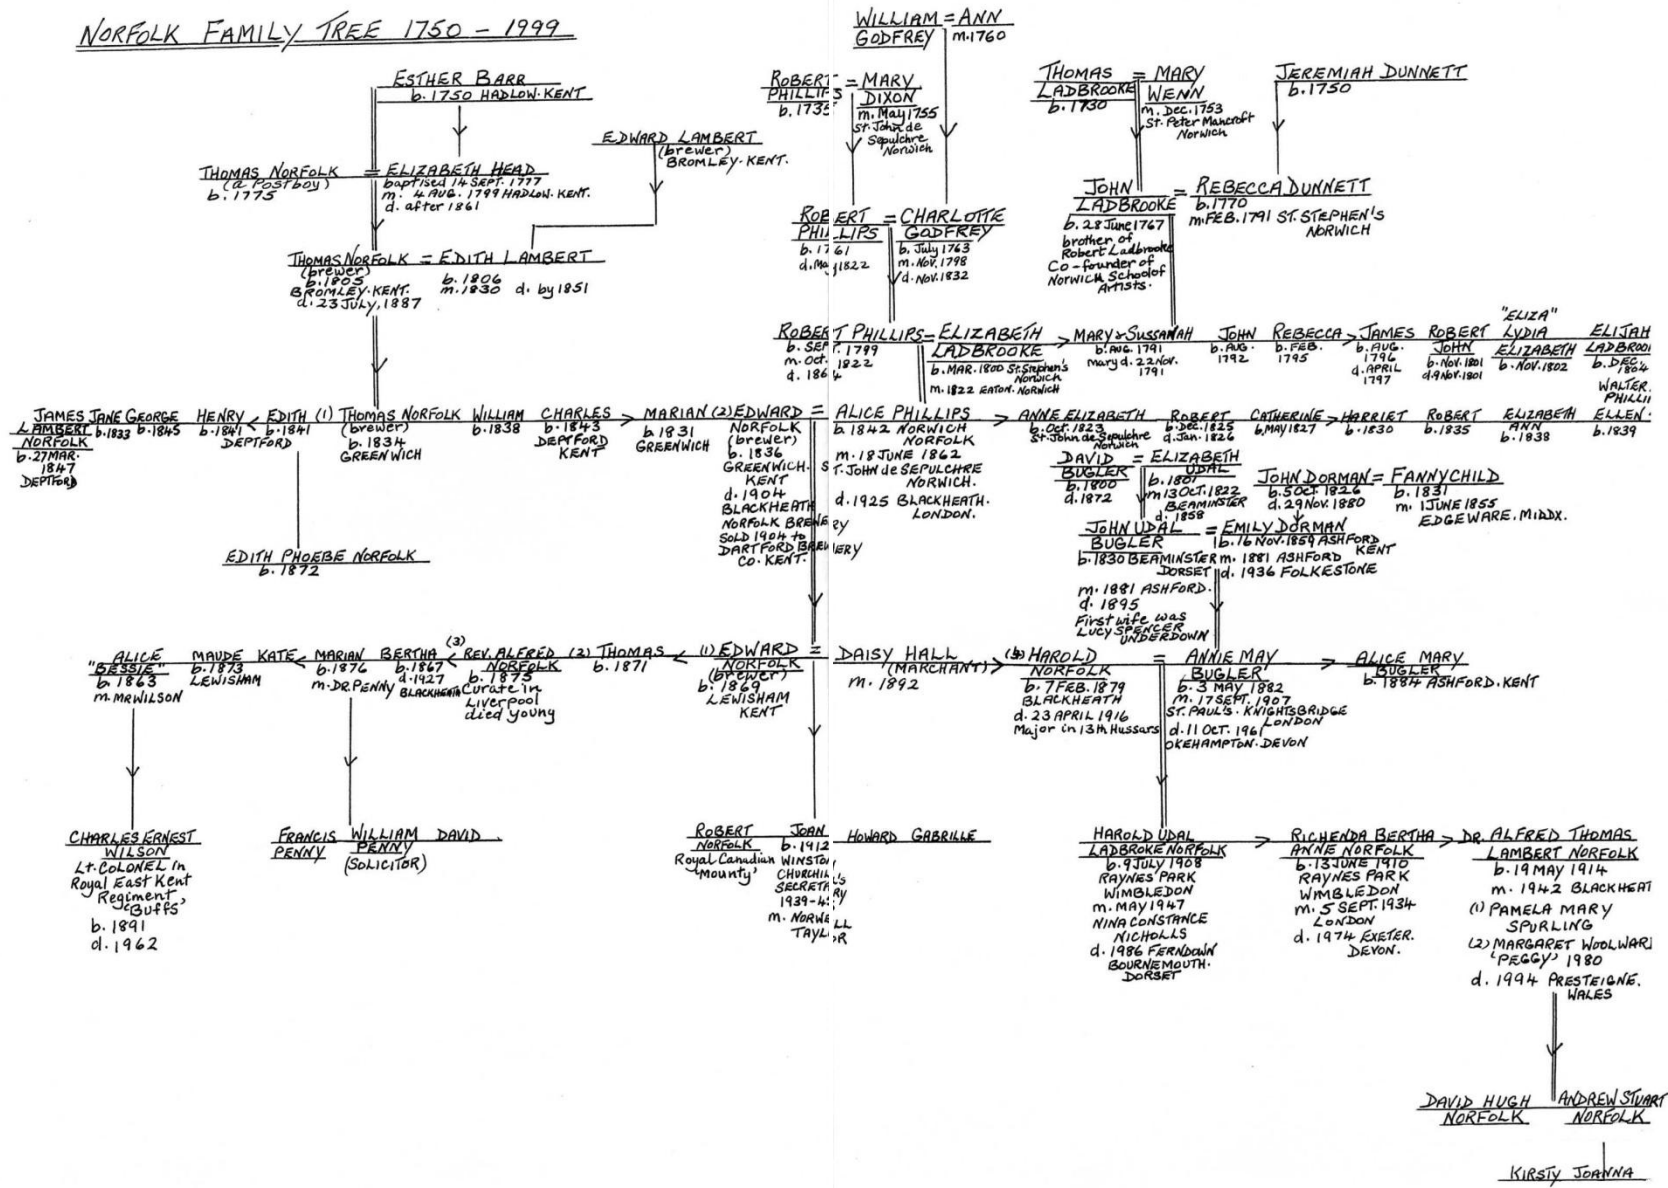 NORFOLK FAMILY TREE 1750 - 1999
WILLIAM = ANN
GODFREY m.1760
ESTHER BARR
b. 1750 HADLOW. KENT
ROBERT = MARY
PHILLIPS DIXON
b. 1735 m. May 1755
St. John de
Sepulchre
Norwich
THOMAS = MARY
LADBROOKE WENN
b. 1730 m. Dec. 1753
St. Peter Mancroft
Norwich
JEREMIAH DUNNETT
b. 1750
EDWARD LAMBERT
(brewer)
BROMLEY. KENT.
THOMAS NORFOLK = ELIZABETH HEAD
(a Postboy)
b. 1775
baptised 14 SEPT. 1777
m. 4 AUG. 1799 HADLOW. KENT.
d. after 1861
JOHN = REBECCA DUNNETT
LADBROOKE b. 1770
m. FEB. 1791 ST. STEPHEN'S
NORWICH
b. 28 June 1767
brother of
Robert Ladbrooke
Co-founder of
Norwich School of
Artists.
ROBERT = CHARLOTTE
PHILLIPS GODFREY
b. 1761
d. May 1822
b. July 1763
m. Nov. 1798
d. Nov. 1832
THOMAS NORFOLK = EDITH LAMBERT
(brewer)
b. 1805
BROMLEY. KENT.
d. 23 JULY, 1887
b. 1806
m. 1830 d. by 1851
ROBERT PHILLIPS = ELIZABETH
LADBROOKE
b. SEPT. 1799
m. Oct. 1822
d. 1864
b. MAR. 1800 St. Stephen's
Norwich
m. 1822 EATON. NORWICH
MARY & SUSSANAH
b. AUG. 1791
mary d. 22 Nov.
1791
JOHN
b. AUG.
1792
REBECCA
b. FEB.
1795
JAMES
b. AUG.
1796
d. APRIL
1797
ROBERT
JOHN
b. Nov. 1801
d. 9 Nov. 1801
"ELIZA"
LYDIA
ELIZABETH
b. NOV. 1802
ELIJAH
LADBROO
b. DEC.
1804
WALTER.
PHILLI
JAMES
LAMBERT
NORFOLK
b. 27 MAR.
1847
DEPTFORD
JANE
b. 1833
GEORGE
b. 1845
HENRY
b. 1841
DEPTFORD
EDITH
b. 1841
(1) THOMAS NORFOLK
(brewer)
b. 1834
GREENWICH
WILLIAM
b. 1838
CHARLES
b. 1843
DEPTFORD
KENT
MARIAN
b. 1831
GREENWICH
(2) EDWARD =
NORFOLK
(brewer)
b. 1836
GREENWICH.
KENT
d. 1904
BLACKHEATH
NORFOLK BREWERY
SOLD 1904 to
DARTFORD BREWERY
CO. KENT.
ALICE PHILLIPS
b. 1842 NORWICH
NORFOLK
m. 18 JUNE 1862
ST. JOHN de SEPULCHRE
NORWICH.
d. 1925 BLACKHEATH.
LONDON.
ANNE ELIZABETH
b. Oct. 1823
St. John de Sepulchre
Norwich
ROBERT
b. Dec. 1825
d. Jan. 1826
CATHERINE
b. MAY 1827
HARRIET
b. 1830
ROBERT
b. 1835
ELIZABETH
ANN
b. 1838
ELLEN.
b. 1839
DAVID = ELIZABETH
BUGLER UDAL
b. 1800
d. 1872
b. 1801
m 13 OCT. 1822
BEAMINSTER
d. 1858
JOHN DORMAN = FANNY CHILD
b. 5 OCT 1826
d. 29 NOV. 1880
b. 1831
m. 1 JUNE 1855
EDGEWARE. MIDDX.
EDITH PHOEBE NORFOLK
b. 1872
JOHN UDAL = EMILY DORMAN
BUGLER
b. 1830 BEAMINSTER
DORSET
m. 1881 ASHFORD.
d. 1895
First wife was
LUCY SPENCER
UNDERDOWN
b. 16 NOV. 1859 ASHFORD
KENT
m. 1881 ASHFORD
d. 1936 FOLKESTONE
ALICE
"BESSIE"
b. 1863
m. MR WILSON
MAUDE
b. 1873
LEWISHAM
KATE
MARIAN
b. 1876
m. DR. PENNY
BERTHA
b. 1867
d. 1927
BLACKHEATH
(3)
REV. ALFRED
NORFOLK
b. 1875
Curate in
Liverpool
died young
(2) THOMAS
b. 1871
(1) EDWARD =
NORFOLK
(brewer)
b. 1869
LEWISHAM
KENT
DAISY HALL
(MARCHANT)
m. 1892
(4) HAROLD =
NORFOLK
b. 7 FEB. 1879
BLACKHEATH
d. 23 APRIL 1916
Major in 13th Hussars
ANNIE MAY
BUGLER
b. 3 MAY 1882
m. 17 SEPT. 1907
ST. PAUL'S. KNIGHTSBRIDGE
LONDON
d. 11 OCT. 1961
OKEHAMPTON. DEVON
ALICE MARY
BUGLER
b. 1884 ASHFORD. KENT
CHARLES ERNEST
WILSON
Lt. COLONEL in
Royal East Kent
Regiment,
'Buffs'
b. 1891
d. 1962
FRANCIS WILLIAM DAVID
PENNY PENNY
(SOLICITOR)
ROBERT
NORFOLK
Royal Canadian
'Mounty'
JOAN
b. 1912
WINSTON
CHURCHILL'S
SECRETARY
1939-45
m. NORWELL
TAYLOR
HOWARD GABRILLE
HAROLD UDAL
LADBROKE NORFOLK
b. 9 JULY 1908
RAYNES PARK
WIMBLEDON
m. MAY 1947
NINA CONSTANCE
NICHOLLS
d. 1986 FERNDOWN
BOURNEMOUTH.
DORSET
RICHENDA BERTHA
ANNE NORFOLK
b. 13 JUNE 1910
RAYNES PARK
WIMBLEDON
m. 5 SEPT. 1934
LONDON
d. 1974 EXETER.
DEVON.
DR. ALFRED THOMAS
LAMBERT NORFOLK
b. 19 MAY 1914
m. 1942 BLACKHEAT
(1) PAMELA MARY
SPURLING
(2) MARGARET WOOLWAR
'PEGGY' 1980
d. 1994 PRESTEIGNE.
WALES
DAVID HUGH
NORFOLK
ANDREW STUART
NORFOLK
KIRSTY JOANNA